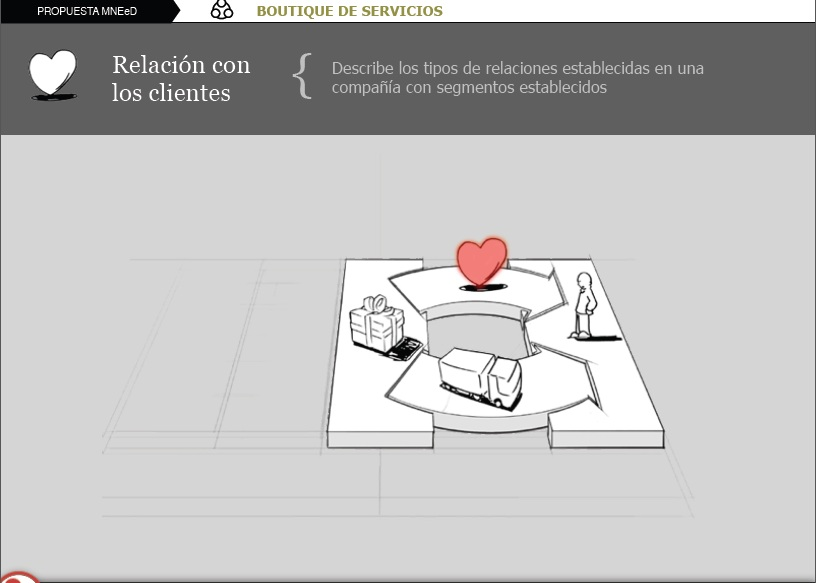 PROPUESTA MNEeD
BOUTIQUE DE SERVICIOS
Relación con
los clientes
Describe los tipos de relaciones establecidas en una
compañía con segmentos establecidos